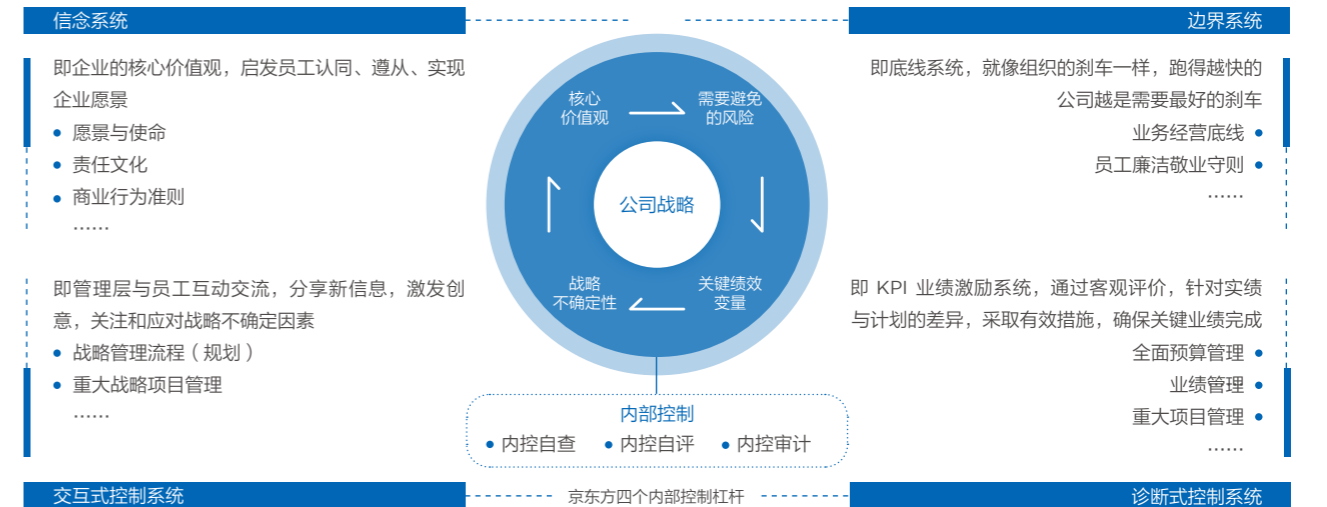 信念系统
即企业的核心价值观，启发员工认同、遵从、实现
企业愿景
• 愿景与使命
• 责任文化
• 商业行为准则
……
边界系统
即底线系统，就像组织的刹车一样，跑得越快的
公司越是需要最好的刹车
业务经营底线 •
员工廉洁敬业守则 •
……
核心
价值观
需要避免
的风险
公司战略
战略
不确定性
关键绩效
变量
即管理层与员工互动交流，分享新信息，激发创
意，关注和应对战略不确定因素
• 战略管理流程（规划）
• 重大战略项目管理
……
交互式控制系统
即 KPI 业绩激励系统，通过客观评价，针对实绩
与计划的差异，采取有效措施，确保关键业绩完成
全面预算管理 •
业绩管理 •
重大项目管理 •
……
诊断式控制系统
内部控制
• 内控自查 • 内控自评 • 内控审计
京东方四个内部控制杠杆